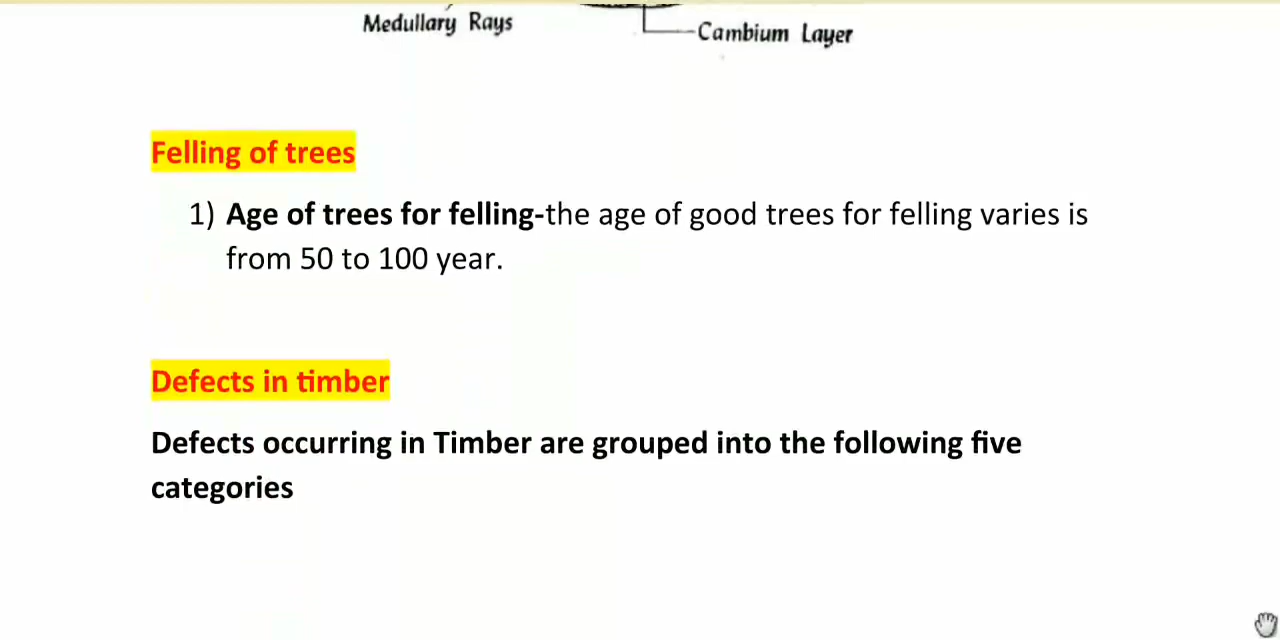 Medullary Rays
Cambium Layer
Felling of trees
1) Age of trees for felling-the age of good trees for felling varies is
from 50 to 100 year.
Defects in timber
Defects occurring in Timber are grouped into the following five
categories